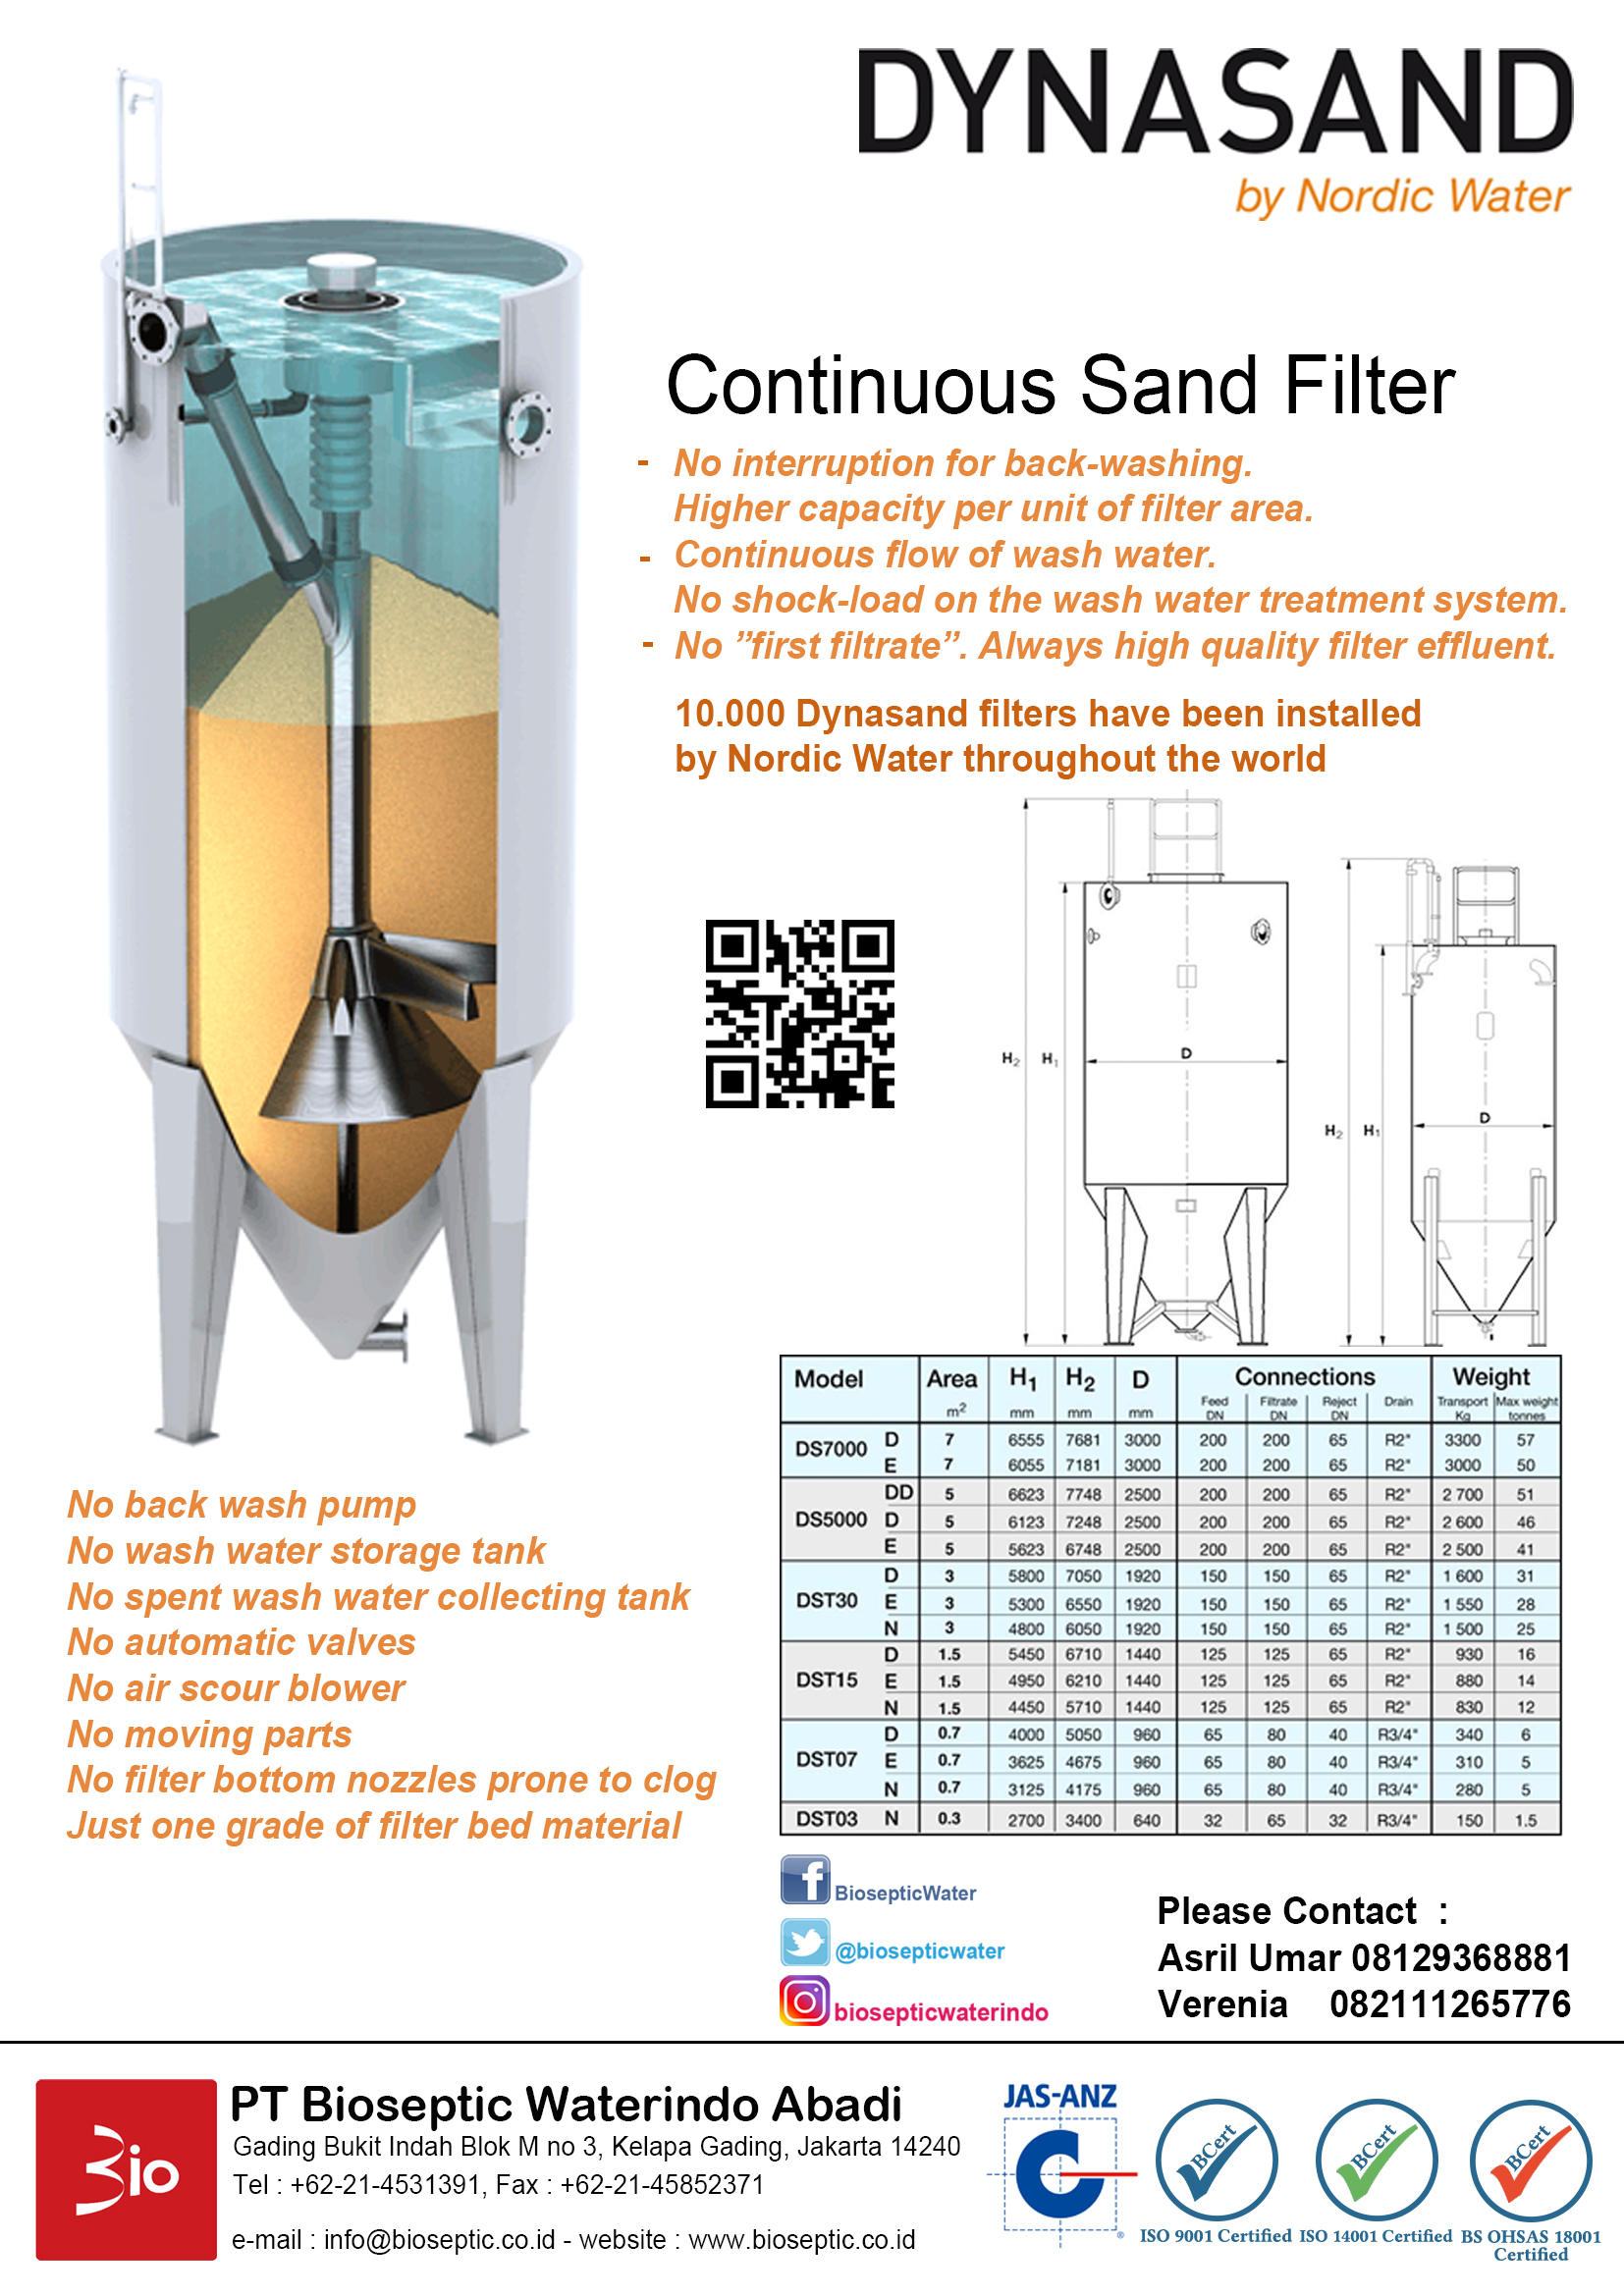 DYNASAND
by Nordic Water
Continuous Sand Filter
- No interruption for back-washing.
Higher capacity per unit of filter area.
- Continuous flow of wash water.
No shock-load on the wash water treatment system.
- No ”first filtrate”. Always high quality filter effluent.
10.000 Dynasand filters have been installed
by Nordic Water throughout the world
H2 H1 D
H2 H1 D
No back wash pump
No wash water storage tank
No spent wash water collecting tank
No automatic valves
No air scour blower
No moving parts
No filter bottom nozzles prone to clog
Just one grade of filter bed material
Model Area H1 H2 D Connections Weight
m² mm mm mm Feed DN Filtrate DN Reject DN Drain Transport Kg Max weight tonnes
DS7000 D 7 6555 7681 3000 200 200 65 R2" 3300 57
E 7 6055 7181 3000 200 200 65 R2" 3000 50
DD 5 6623 7748 2500 200 200 65 R2" 2 700 51
DS5000 D 5 6123 7248 2500 200 200 65 R2" 2 600 46
E 5 5623 6748 2500 200 200 65 R2" 2 500 41
D 3 5800 7050 1920 150 150 65 R2" 1 600 31
DST30 E 3 5300 6550 1920 150 150 65 R2" 1 550 28
N 3 4800 6050 1920 150 150 65 R2" 1 500 25
D 1.5 5450 6710 1440 125 125 65 R2" 930 16
DST15 E 1.5 4950 6210 1440 125 125 65 R2" 880 14
N 1.5 4450 5710 1440 125 125 65 R2" 830 12
D 0.7 4000 5050 960 65 80 40 R3/4" 340 6
DST07 E 0.7 3625 4675 960 65 80 40 R3/4" 310 5
N 0.7 3125 4175 960 65 80 40 R3/4" 280 5
DST03 N 0.3 2700 3400 640 32 65 32 R3/4" 150 1.5
BiosepticWater
@biosepticwater
biosepticwaterindo
Please Contact :
Asril Umar 08129368881
Verenia 082111265776
Bio
PT Bioseptic Waterindo Abadi
Gading Bukit Indah Blok M no 3, Kelapa Gading, Jakarta 14240
Tel : +62-21-4531391, Fax : +62-21-45852371
e-mail : info@bioseptic.co.id - website : www.bioseptic.co.id
JAS-ANZ
®
BCert
ISO 9001 Certified
BCert
ISO 14001 Certified
BCert
BS OHSAS 18001
Certified